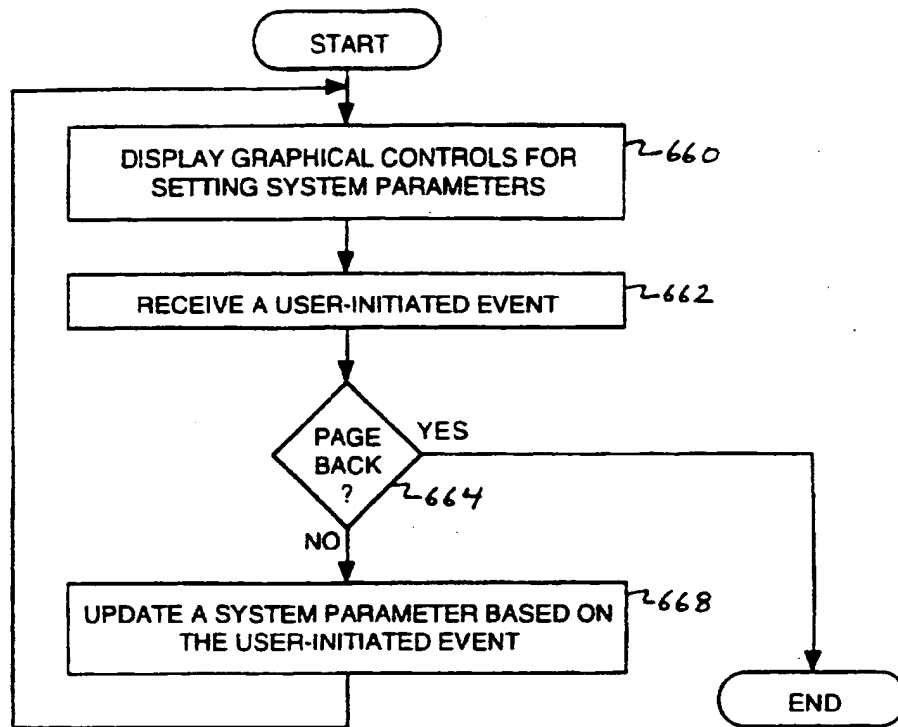 START
DISPLAY GRAPHICAL CONTROLS FOR
SETTING SYSTEM PARAMETERS
660
RECEIVE A USER-INITIATED EVENT
662
PAGE
BACK
?
YES
664
NO
UPDATE A SYSTEM PARAMETER BASED ON
THE USER-INITIATED EVENT
668
END